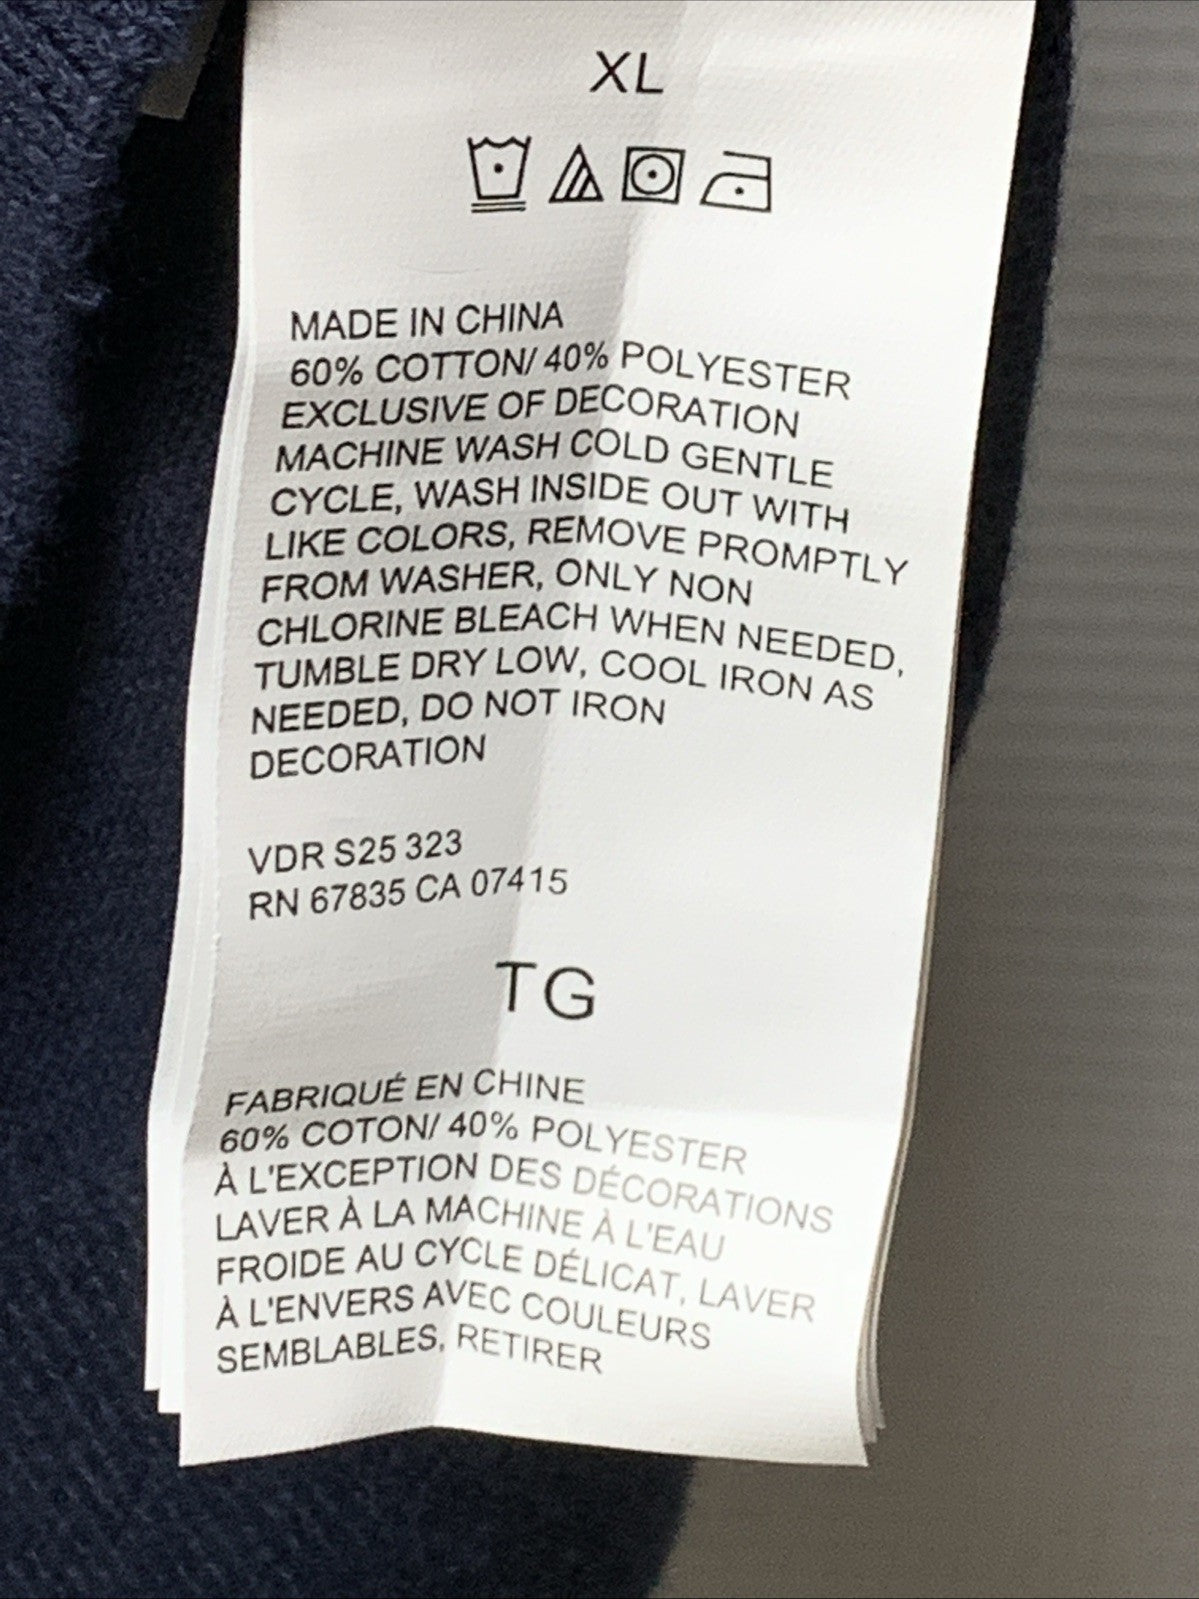 XL
MADE IN CHINA
60% COTTON/ 40% POLYESTER
EXCLUSIVE OF DECORATION
MACHINE WASH COLD GENTLE
CYCLE, WASH INSIDE OUT WITH
LIKE COLORS, REMOVE PROMPTLY
FROM WASHER, ONLY NON
CHLORINE BLEACH WHEN NEEDED,
TUMBLE DRY LOW, COOL IRON AS
NEEDED, DO NOT IRON
DECORATION
VDR S25 323
RN 67835 CA 07415
TG
FABRIQUÉ EN CHINE
60% COTON/ 40% POLYESTER
À L'EXCEPTION DES DÉCORATIONS
LAVER À LA MACHINE À L'EAU
FROIDE AU CYCLE DÉLICAT, LAVER
À L'ENVERS AVEC COULEURS
SEMBLABLES, RETIRER